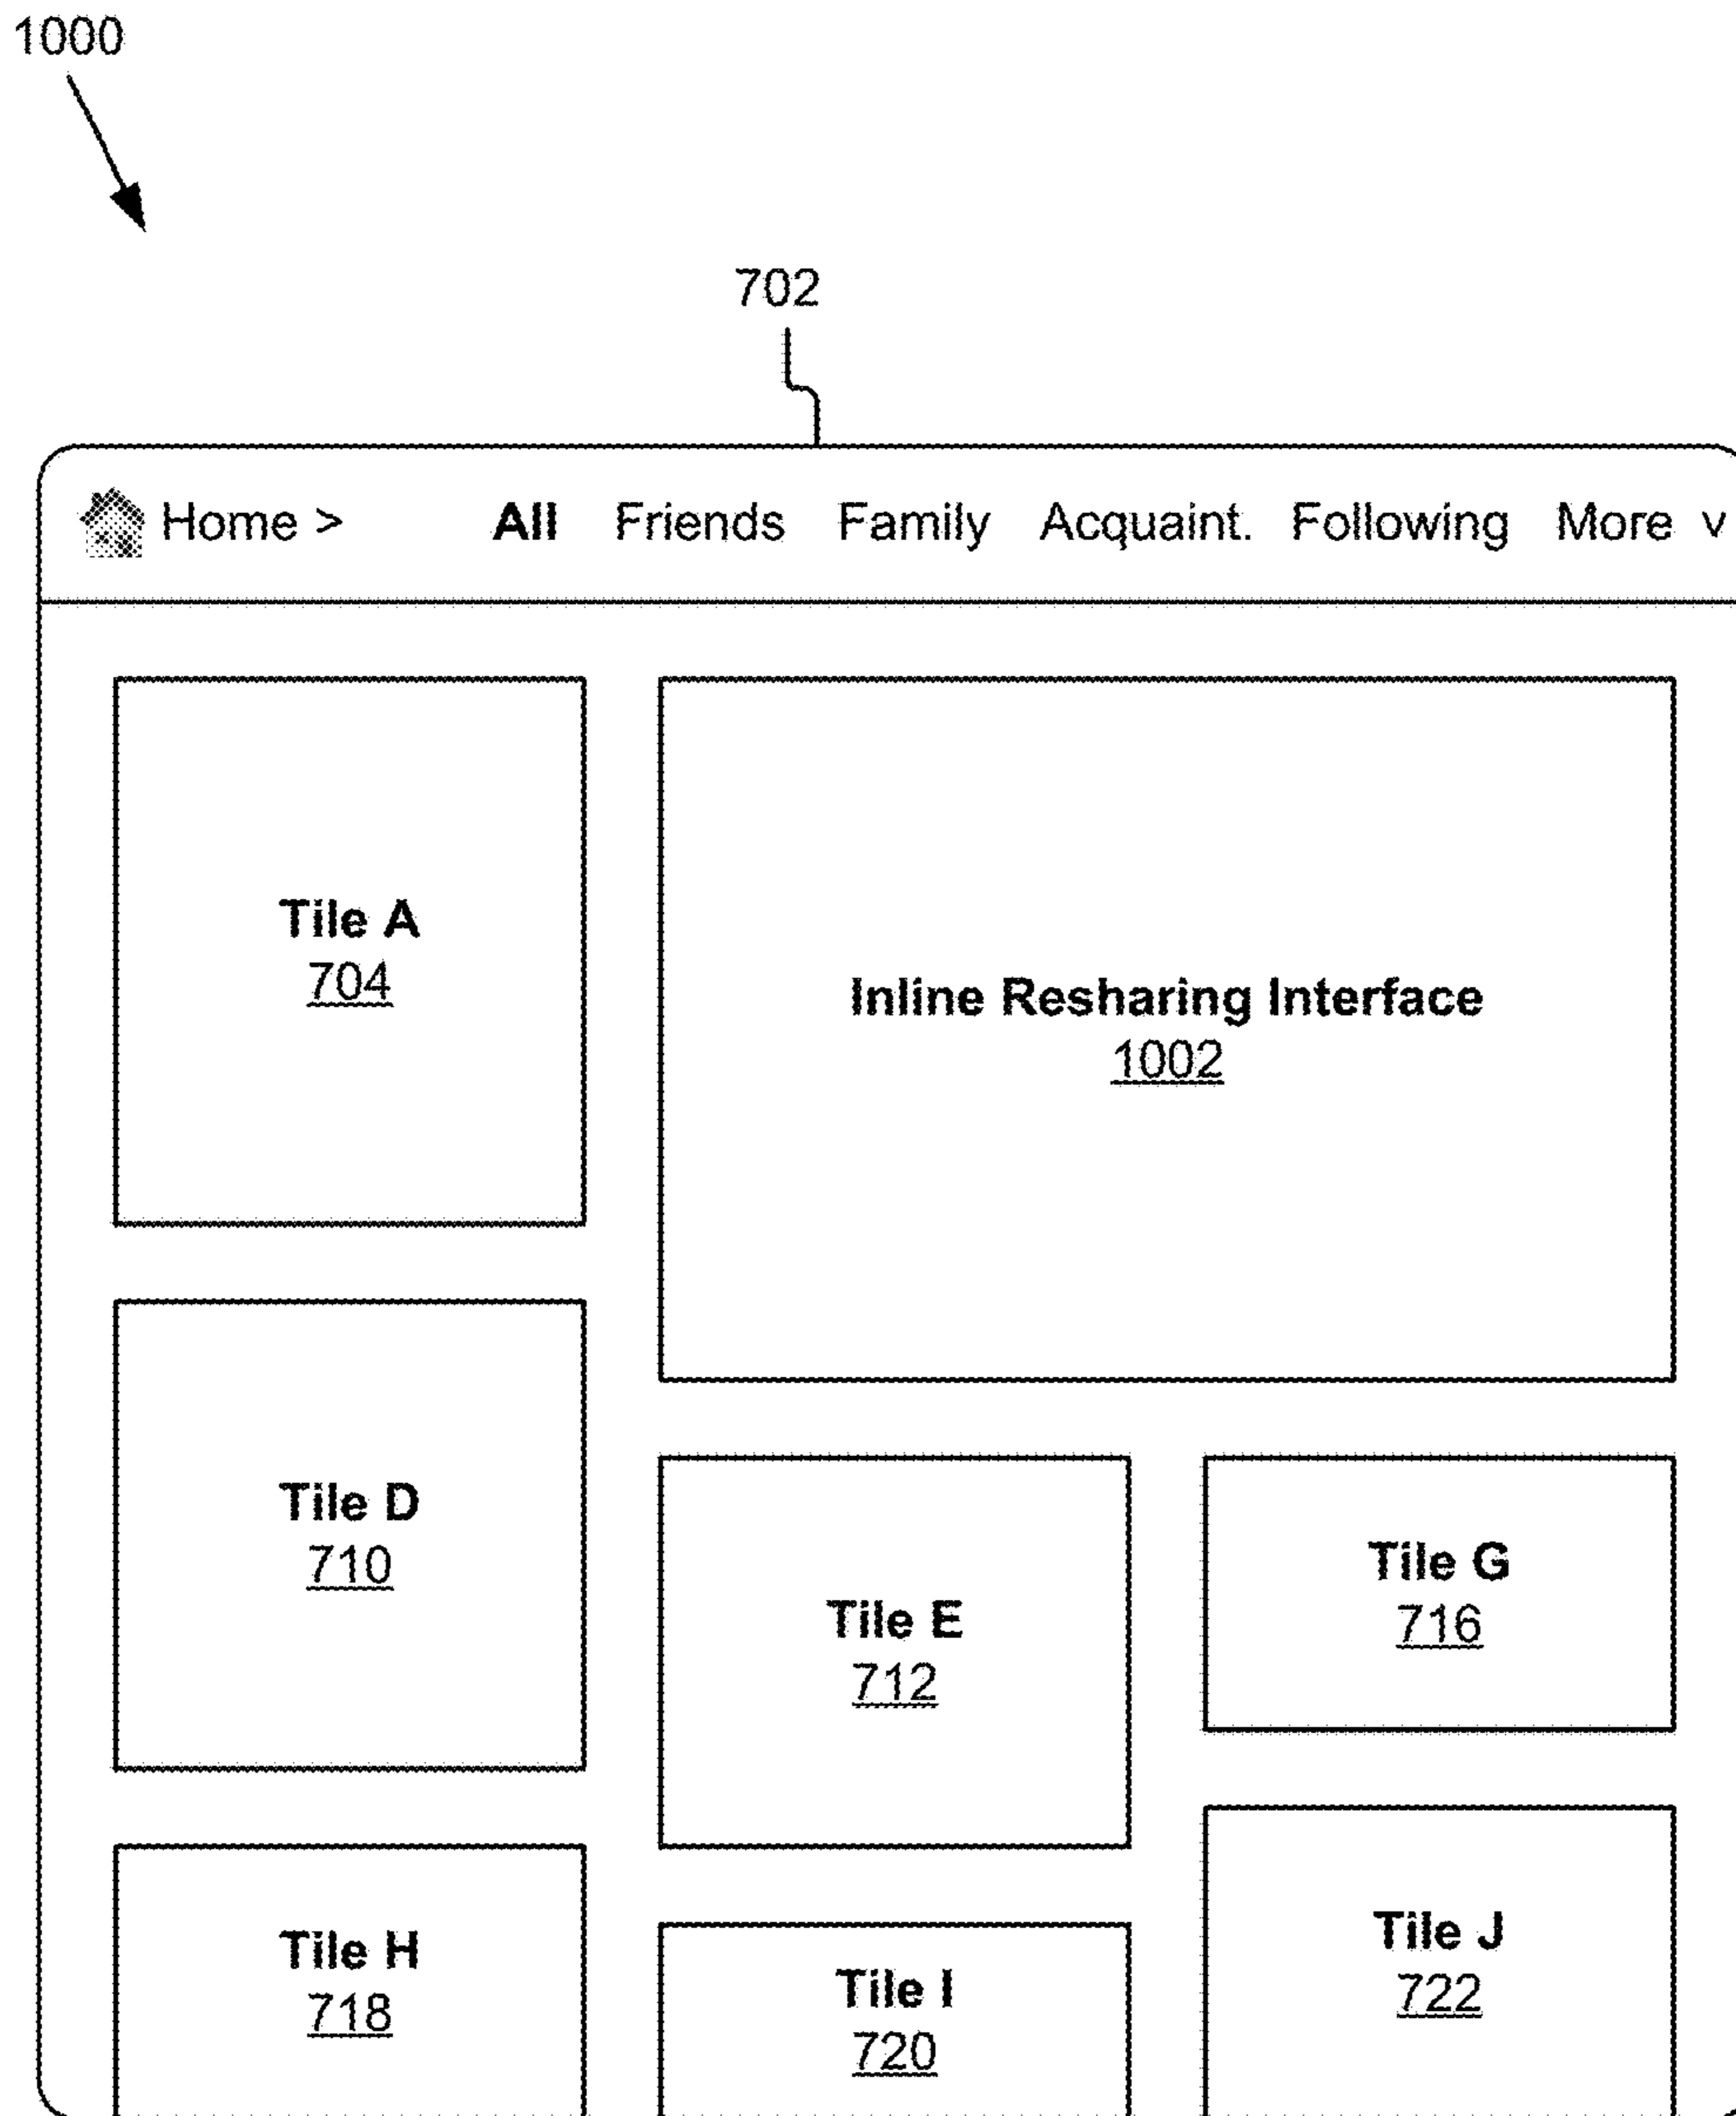 1000
702
Home > All Friends Family Acquaint. Following More v
Tile A
704
Inline Resharing Interface
1002
Tile D
710
Tile E
712
Tile G
716
Tile H
718
Tile I
720
Tile J
722